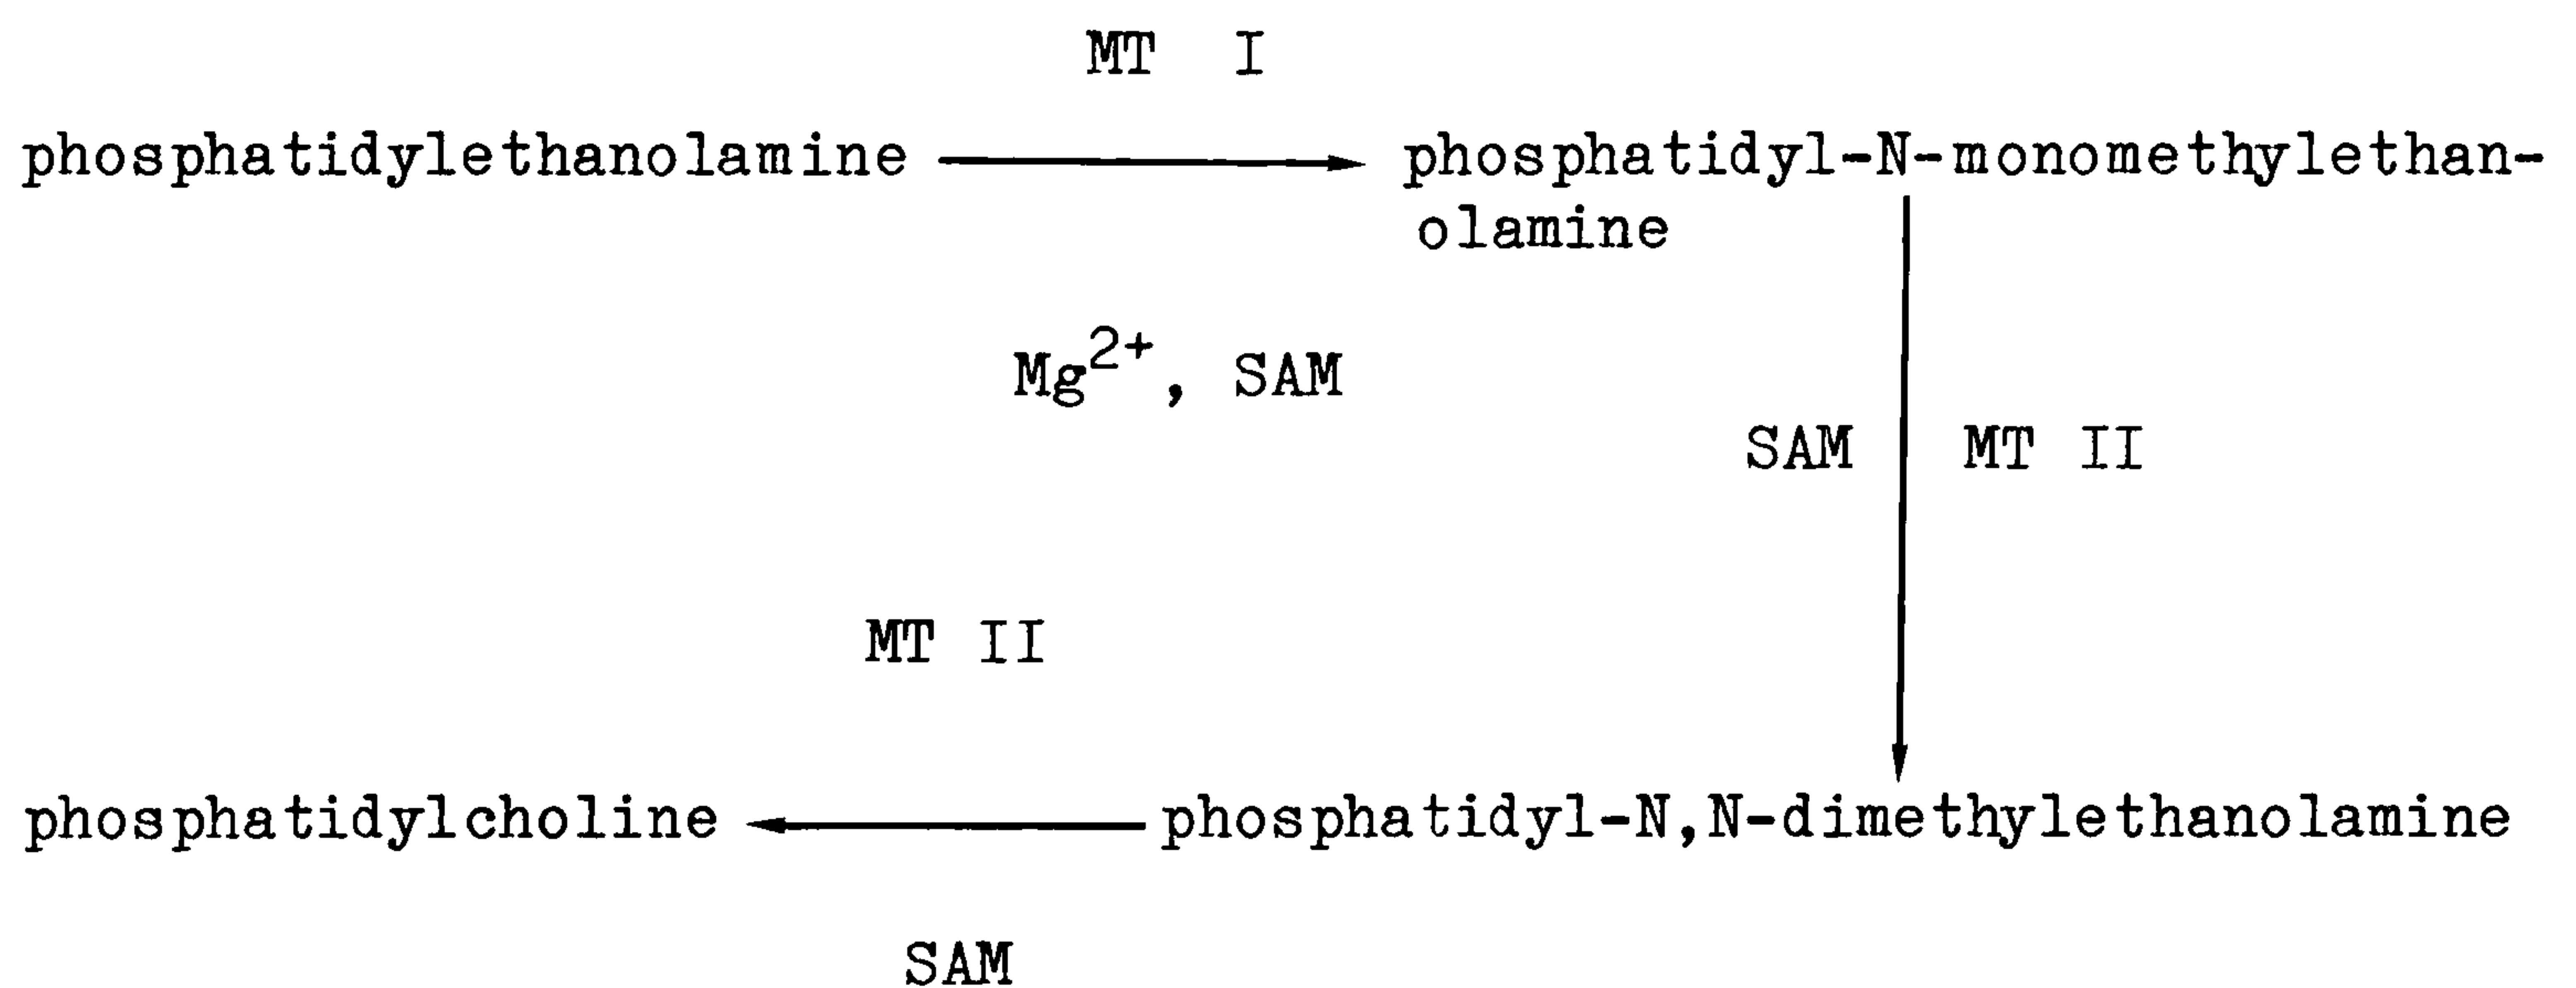 MT I
phosphatidylethanolamine phosphatidyl-N-monomethylethan-
olamine
Mg2+, SAM
SAM MT II
MT II
phosphatidylcholine phosphatidyl-N,N-dimethylethanolamine
SAM